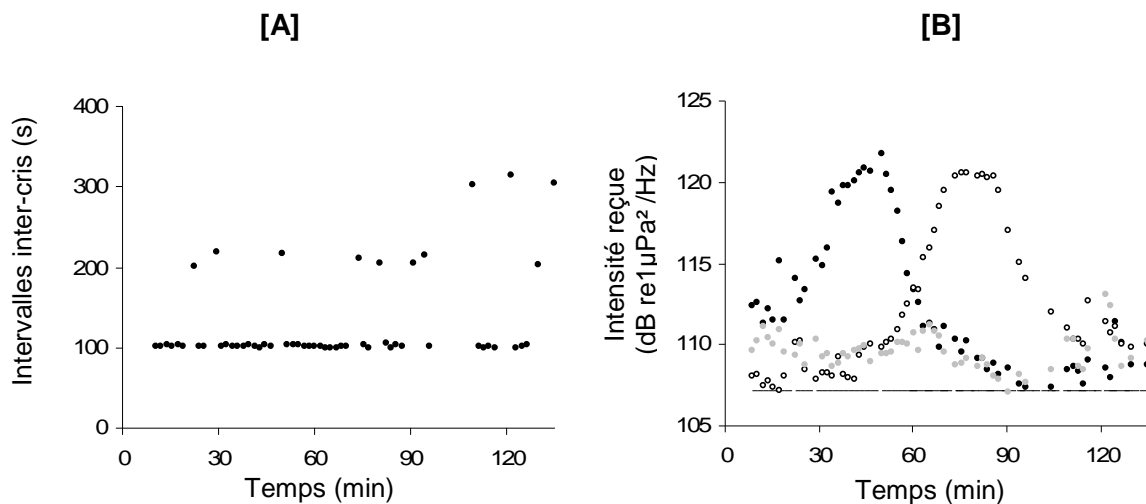 [A]
[B]
Intervalles inter-cris (s)
400
300
200
100
0
0 30 60 90 120
Temps (min)
Intensité reçue
(dB re1µPa² /Hz)
125
120
115
110
105
0 30 60 90 120
Temps (min)